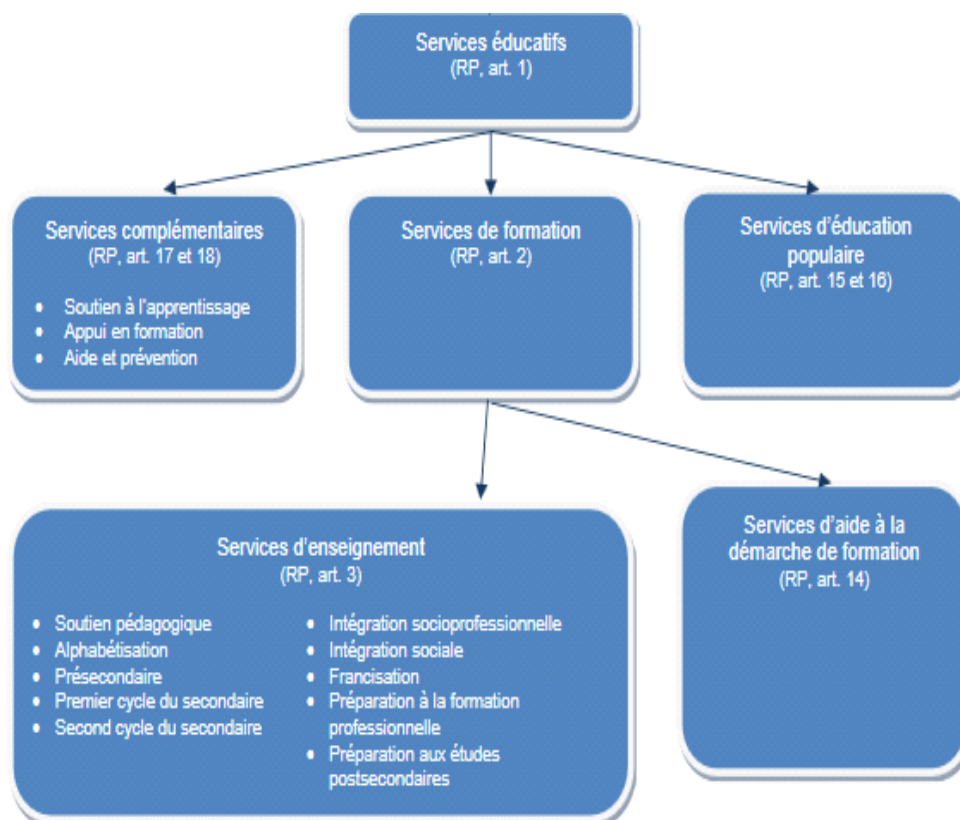 Services éducatifs
(RP, art. 1)
Services complémentaires
(RP, art. 17 et 18)
• Soutien à l'apprentissage
• Appui en formation
• Aide et prévention
Services de formation
(RP, art. 2)
Services d'éducation
populaire
(RP, art. 15 et 16)
Services d'enseignement
(RP, art. 3)
• Soutien pédagogique
• Alphabétisation
• Présecondaire
• Premier cycle du secondaire
• Second cycle du secondaire
• Intégration socioprofessionnelle
• Intégration sociale
• Francisation
• Préparation à la formation
professionnelle
• Préparation aux études
postsecondaires
Services d'aide à la
démarche de formation
(RP, art. 14)